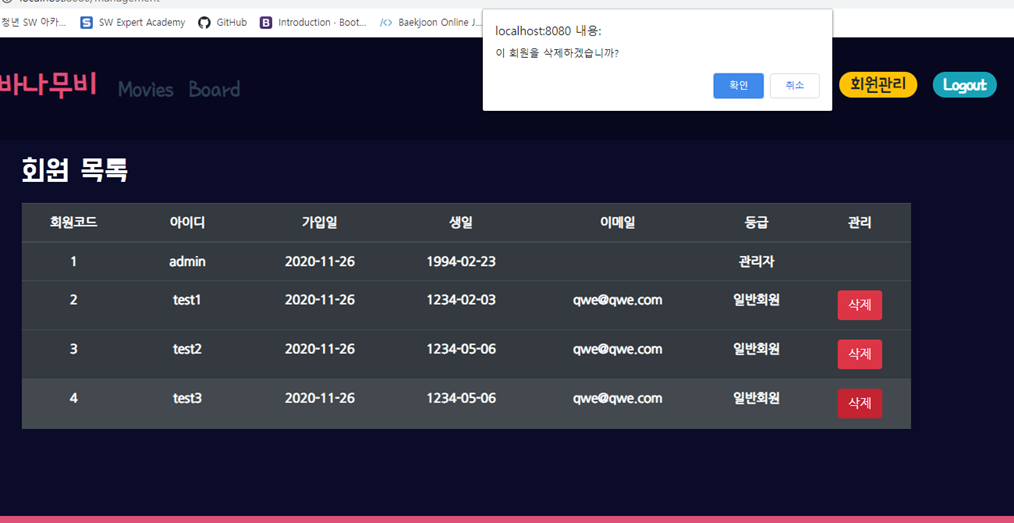 localhost:8080/management
청년 SW 아카... SW Expert Academy GitHub Introduction · Boot... Baekjoon Online J...
localhost:8080 내용:
이 회원을 삭제하겠습니까?
확인 취소
바나무비 Movies Board 회원관리 Logout
회원 목록
회원코드 아이디 가입일 생일 이메일 등급 관리
1 admin 2020-11-26 1994-02-23 관리자
2 test1 2020-11-26 1234-02-03 qwe@qwe.com 일반회원 삭제
3 test2 2020-11-26 1234-05-06 qwe@qwe.com 일반회원 삭제
4 test3 2020-11-26 1234-05-06 qwe@qwe.com 일반회원 삭제